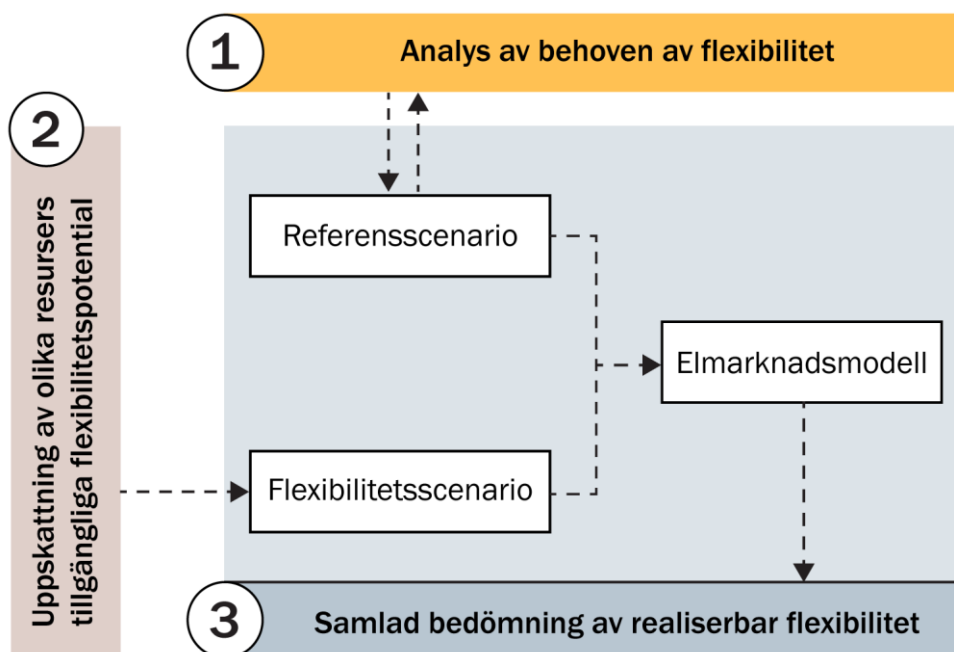 1
Analys av behoven av flexibilitet
2
Uppskattning av olika resursers
tillgängliga flexibilitetspotential
Referensscenario
Elmarknadsmodell
Flexibilitetsscenario
3
Samlad bedömning av realiserbar flexibilitet